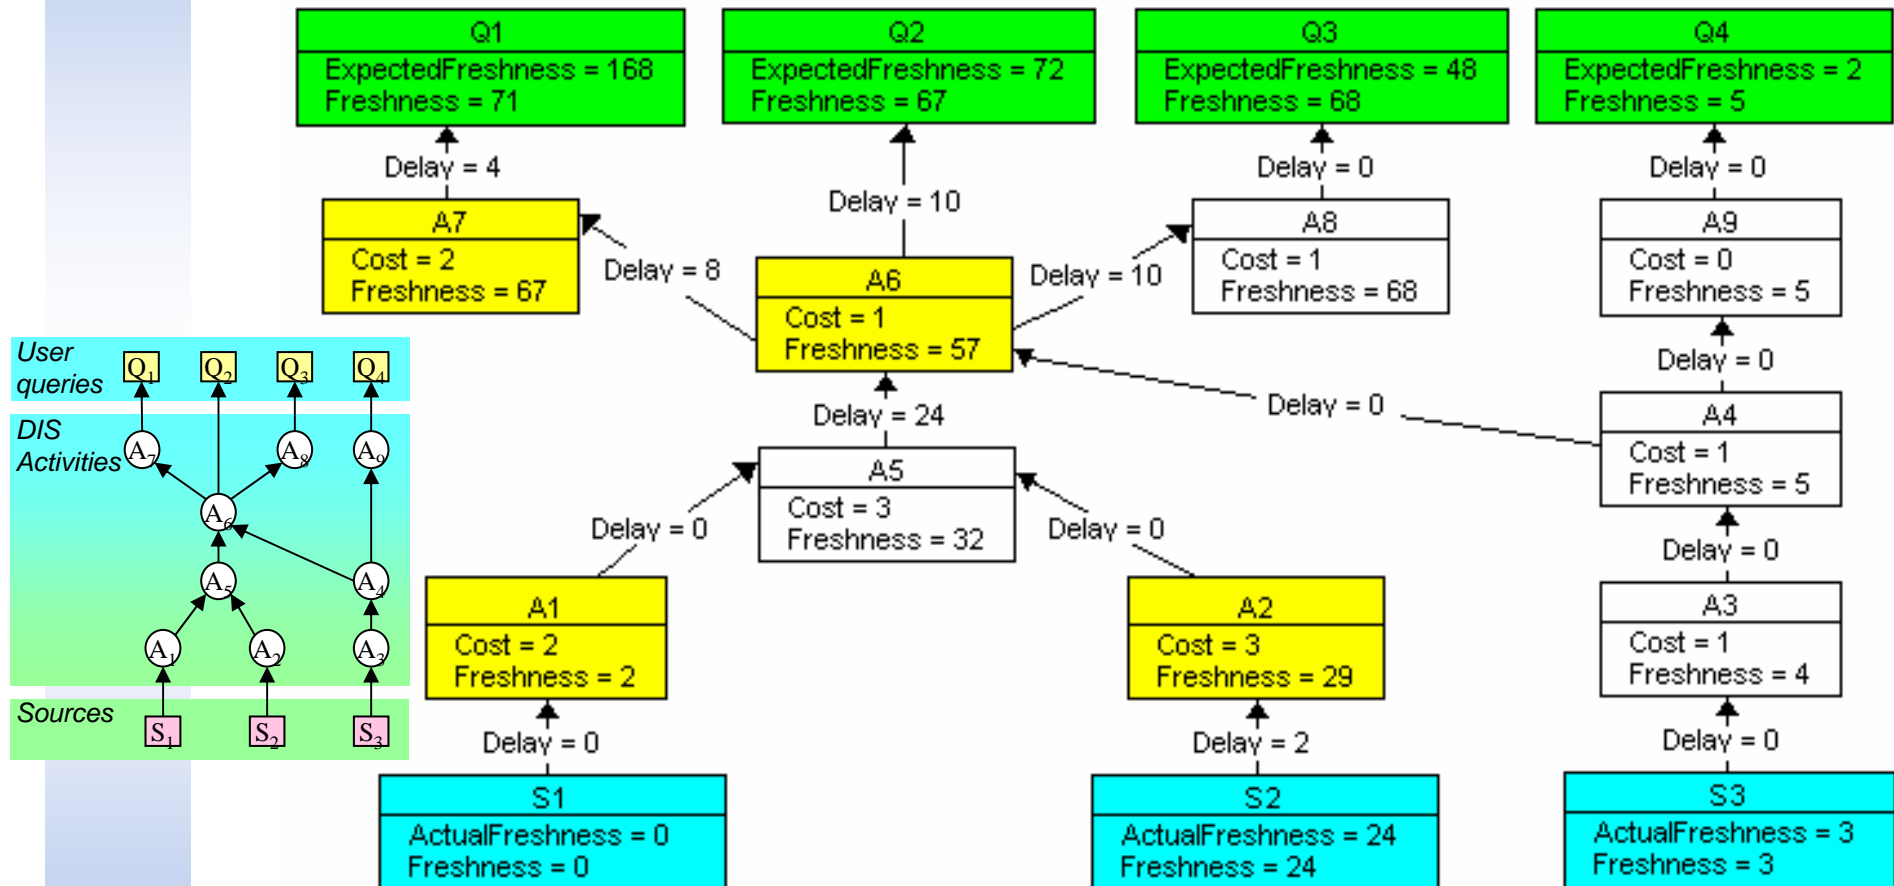 Q1
ExpectedFreshness = 168
Freshness = 71
Q2
ExpectedFreshness = 72
Freshness = 67
Q3
ExpectedFreshness = 48
Freshness = 68
Q4
ExpectedFreshness = 2
Freshness = 5
Delay = 4
Delay = 10
Delay = 0
Delay = 0
A7
Cost = 2
Freshness = 67
Delay = 8
A6
Cost = 1
Freshness = 57
Delay = 10
A8
Cost = 1
Freshness = 68
A9
Cost = 0
Freshness = 5
Delay = 0
Delay = 24
Delay = 0
A4
Cost = 1
Freshness = 5
A5
Cost = 3
Freshness = 32
Delay = 0
Delay = 0
Delay = 0
A1
Cost = 2
Freshness = 2
A2
Cost = 3
Freshness = 29
A3
Cost = 1
Freshness = 4
Delay = 0
Delay = 2
Delay = 0
S1
ActualFreshness = 0
Freshness = 0
S2
ActualFreshness = 24
Freshness = 24
S3
ActualFreshness = 3
Freshness = 3
User
queries
Q1 Q2 Q3 Q4
DIS
Activities
A7 A8 A9
A6
A5 A4
A1 A2 A3
Sources
S1 S2 S3